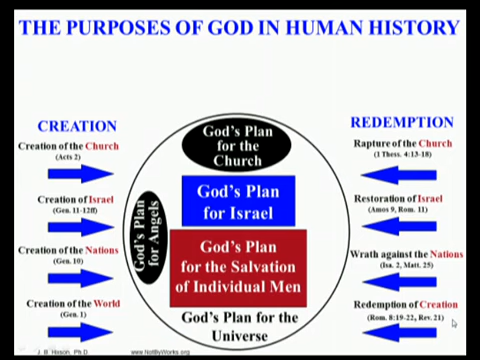 THE PURPOSES OF GOD IN HUMAN HISTORY
CREATION
Creation of the Church
(Acts 2)
Creation of Israel
(Gen. 11-12ff)
Creation of the Nations
(Gen. 10)
Creation of the World
(Gen. 1)
God's Plan
for the
Church
God's Plan
for Israel
God's Plan
for Angels
God's Plan
for the Salvation
of Individual Men
God's Plan for the
Universe
REDEMPTION
Rapture of the Church
(1 Thess. 4:13-18)
Restoration of Israel
(Amos 9, Rom. 11)
Wrath against the Nations
(Isa. 2, Matt. 25)
Redemption of Creation
(Rom. 8:19-22, Rev. 21)
J. B. Hixson, Ph.D.
www.NotByWorks.org